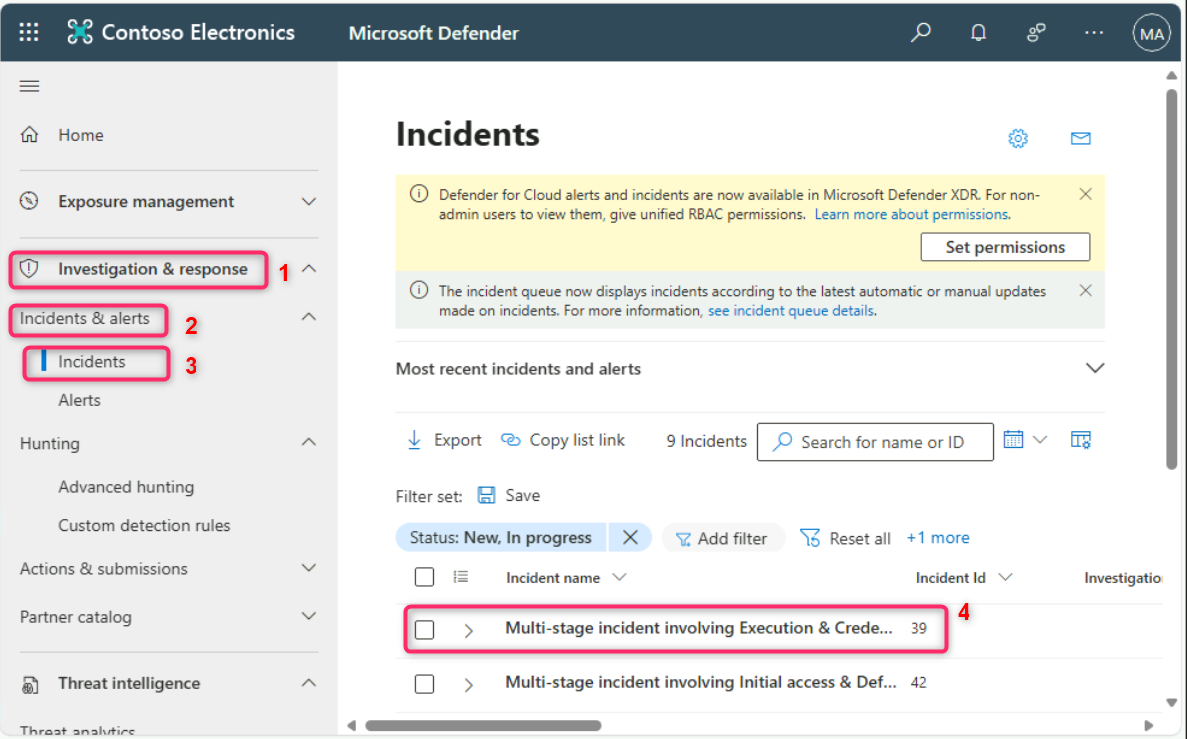 Contoso Electronics
Microsoft Defender
MA
Home
Exposure management
Investigation & response
1
Incidents & alerts
2
Incidents
3
Alerts
Hunting
Advanced hunting
Custom detection rules
Actions & submissions
Partner catalog
Threat intelligence
Threat analytics
Incidents
Defender for Cloud alerts and incidents are now available in Microsoft Defender XDR. For non-
admin users to view them, give unified RBAC permissions. Learn more about permissions.
Set permissions
The incident queue now displays incidents according to the latest automatic or manual updates
made on incidents. For more information, see incident queue details.
Most recent incidents and alerts
Export Copy list link 9 Incidents Search for name or ID
Filter set: Save
Status: New, In progress Add filter Reset all +1 more
Incident name Incident Id Investigatio
Multi-stage incident involving Execution & Crede... 39
4
Multi-stage incident involving Initial access & Def... 42